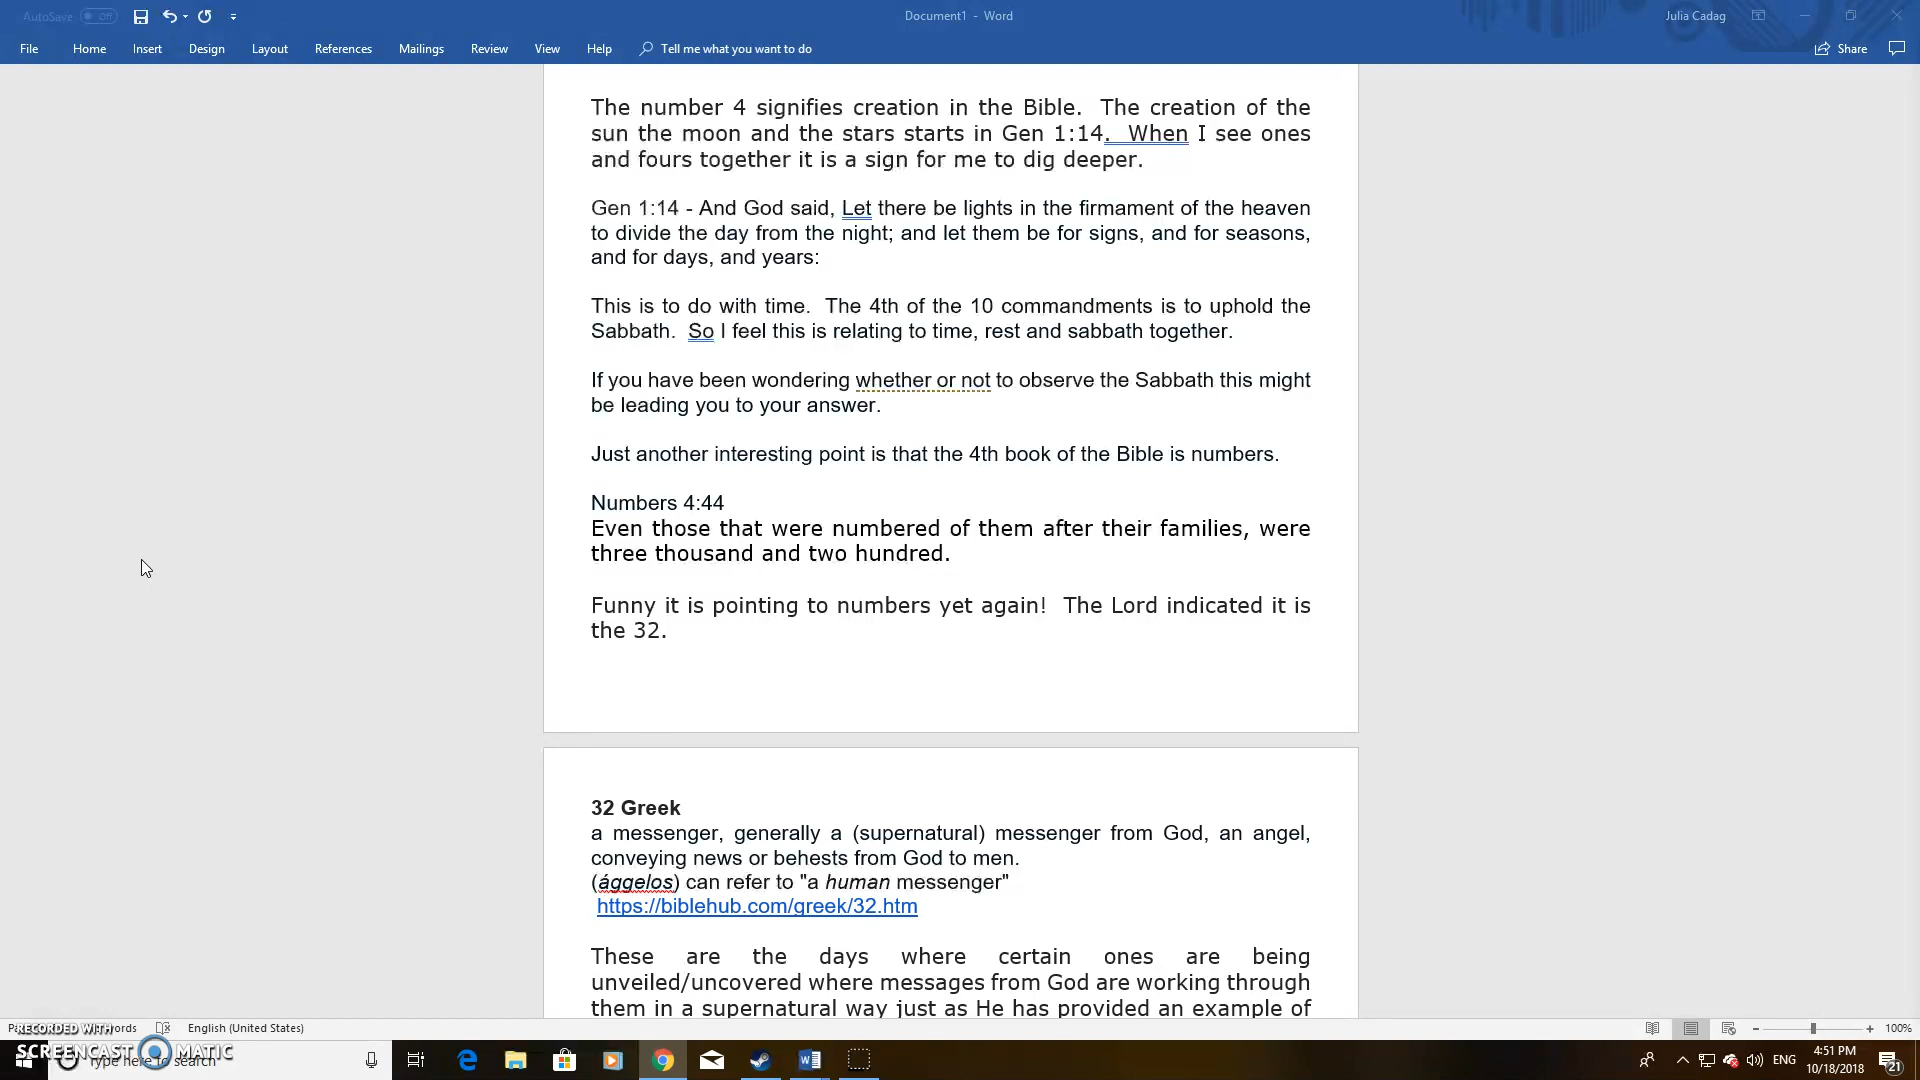 AutoSave Off
Document1 - Word
Julia Cadag
File Home Insert Design Layout References Mailings Review View Help Tell me what you want to do Share
The number 4 signifies creation in the Bible. The creation of the
sun the moon and the stars starts in Gen 1:14. When I see ones
and fours together it is a sign for me to dig deeper.
Gen 1:14 - And God said, Let there be lights in the firmament of the heaven
to divide the day from the night; and let them be for signs, and for seasons,
and for days, and years:
This is to do with time. The 4th of the 10 commandments is to uphold the
Sabbath. So I feel this is relating to time, rest and sabbath together.
If you have been wondering whether or not to observe the Sabbath this might
be leading you to your answer.
Just another interesting point is that the 4th book of the Bible is numbers.
Numbers 4:44
Even those that were numbered of them after their families, were
three thousand and two hundred.
Funny it is pointing to numbers yet again! The Lord indicated it is
the 32.
32 Greek
a messenger, generally a (supernatural) messenger from God, an angel,
conveying news or behests from God to men.
(ággelos) can refer to "a human messenger"
https://biblehub.com/greek/32.htm
These are the days where certain ones are being
unveiled/uncovered where messages from God are working through
them in a supernatural way just as He has provided an example of
RECORDED WITH words English (United States) 100%
SCREENCAST MATIC
Type here to search
ENG
4:51 PM
10/18/2018
21